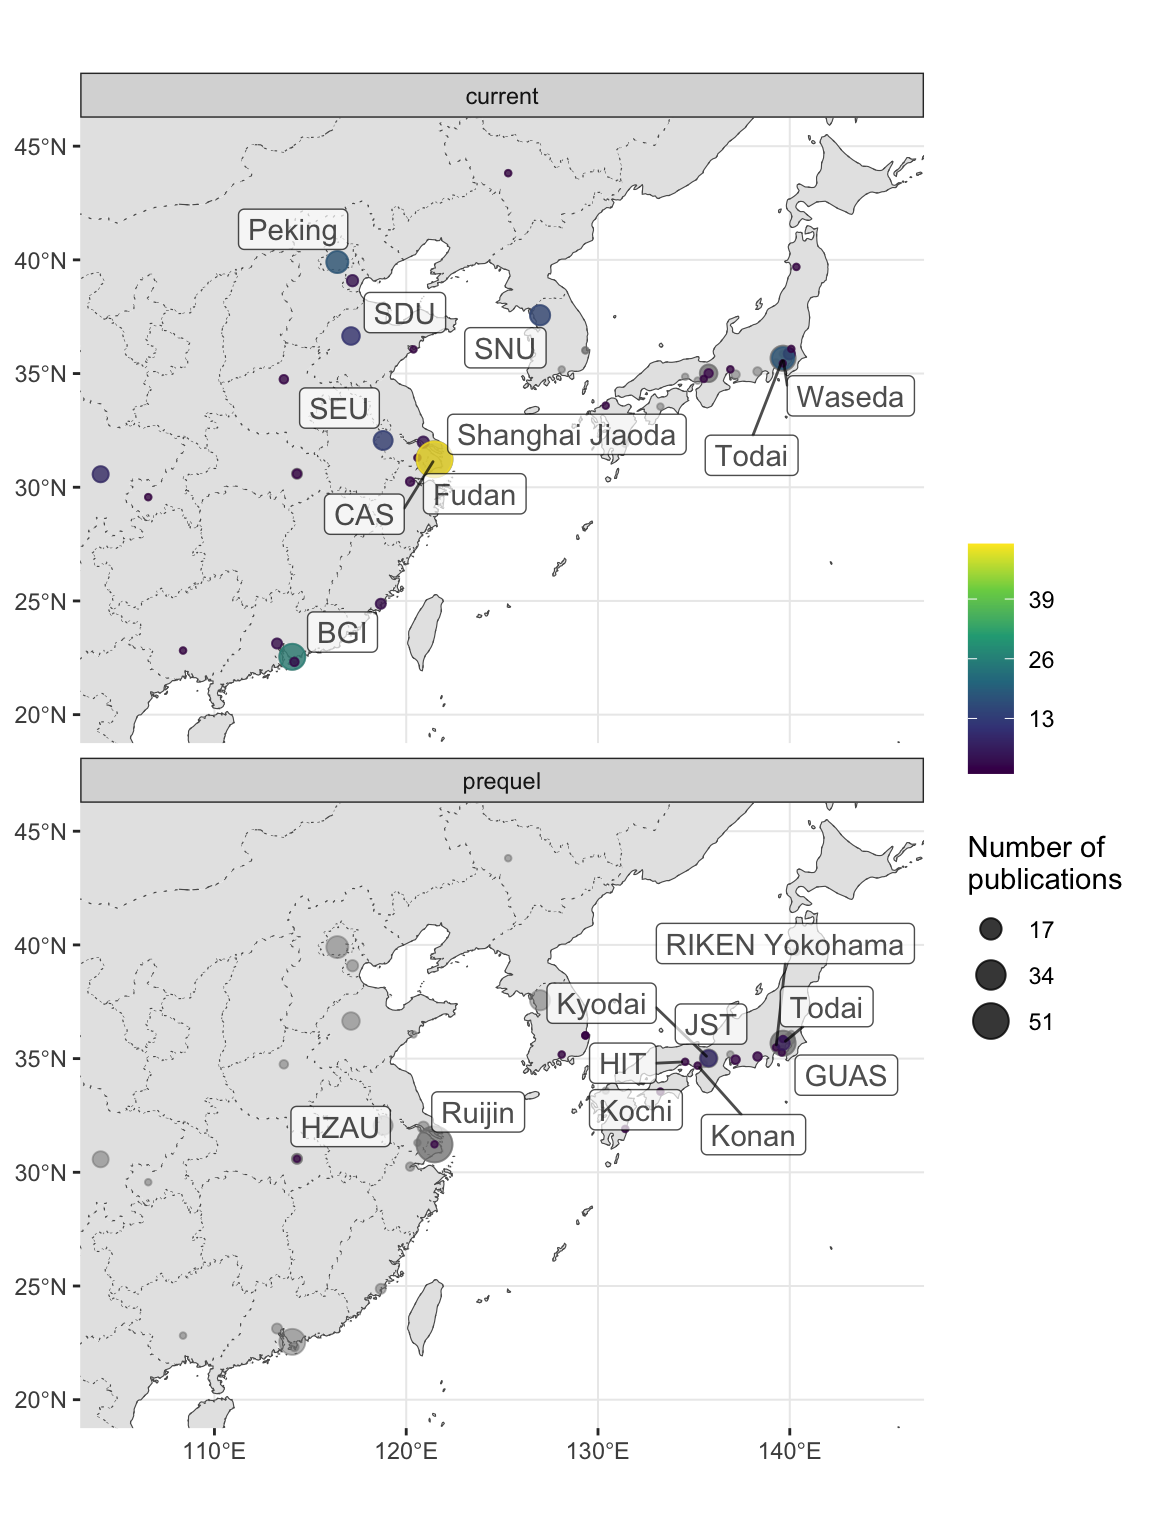 current
45°N
40°N
35°N
30°N
25°N
20°N
Peking
SDU
SNU
SEU
Waseda
Shanghai Jiaoda
Todai
Fudan
CAS
BGI
39
26
13
prequel
45°N
40°N
35°N
30°N
25°N
20°N
RIKEN Yokohama
Kyodai
Todai
JST
HIT
GUAS
Kochi
Ruijin
HZAU
Konan
110°E
120°E
130°E
140°E
Number of
publications
17
34
51